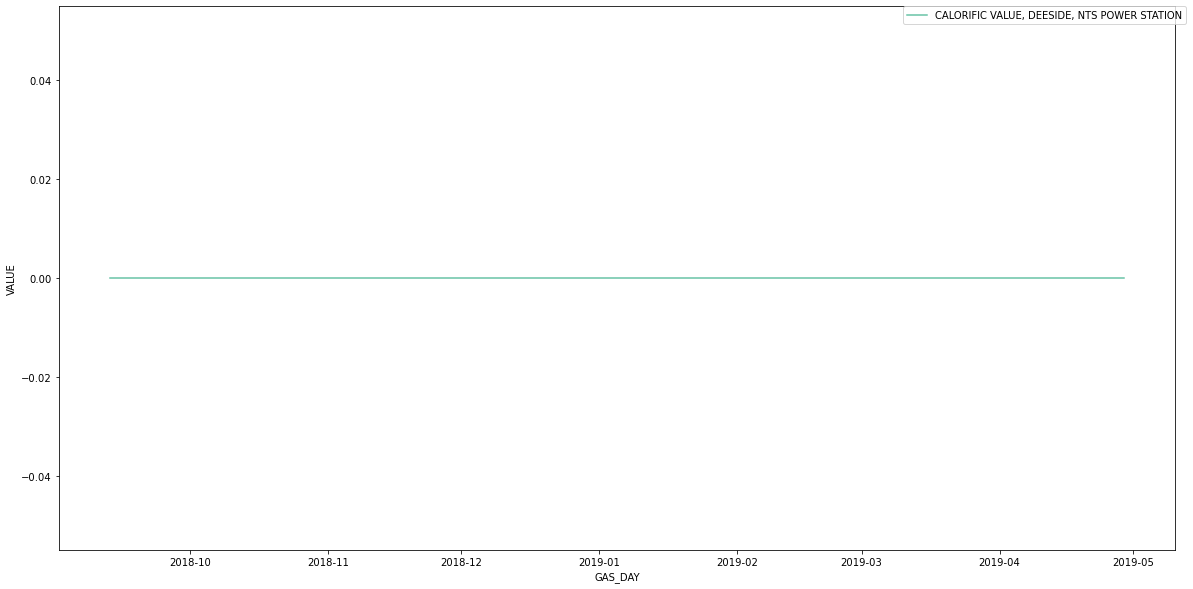 CALORIFIC VALUE, DEESIDE, NTS POWER STATION
0.04
0.02
0.00
−0.02
−0.04
VALUE
2018-10 2018-11 2018-12 2019-01 2019-02 2019-03 2019-04 2019-05
GAS_DAY